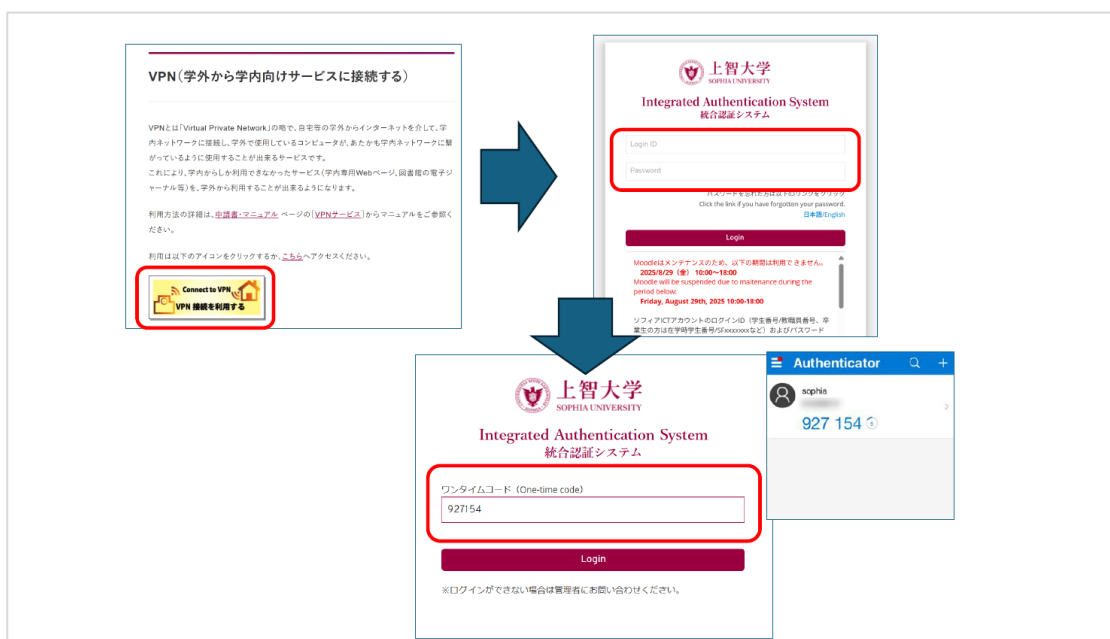 VPN（学外から学内向けサービスに接続する）
VPNとは「Virtual Private Network」の略で、自宅等の学外からインターネットを介して、学
内ネットワークに接続し、学外で使用しているコンピュータが、あたかも学内ネットワークに繋
がっているように使用することが出来るサービスです。
これにより、学内からしか利用できなかったサービス（学内専用Webページ、図書館の電子ジ
ャーナル等）を、学外から利用することが出来るようになります。
利用方法の詳細は、申請書・マニュアル ページの[VPNサービス]からマニュアルをご参照く
ださい。
利用は以下のアイコンをクリックするか、こちらへアクセスください。
Connect to VPN
VPN 接続を利用する
上智大学
SOPHIA UNIVERSITY
Integrated Authentication System
統合認証システム
Login ID
Password
パスワードを忘れた方は以下のリンクをクリック
Click the link if you have forgotten your password.
日本語/English
Login
Moodleはメンテナンスのため、以下の期間は利用できません。
2025/8/29（金） 10:00～18:00
Moodle will be suspended due to maitenance during the
period below;
Friday, August 29th, 2025 10:00-18:00
ソフィアICTアカウントのログインID（学生番号/教職員番号、卒
業生の方は在学時学生番号/SFxxxxxxxなど）およびパスワード
上智大学
SOPHIA UNIVERSITY
Integrated Authentication System
統合認証システム
ワンタイムコード（One-time code）
927154
Login
※ログインができない場合は管理者にお問い合わせください。
Authenticator
sophia
927 154